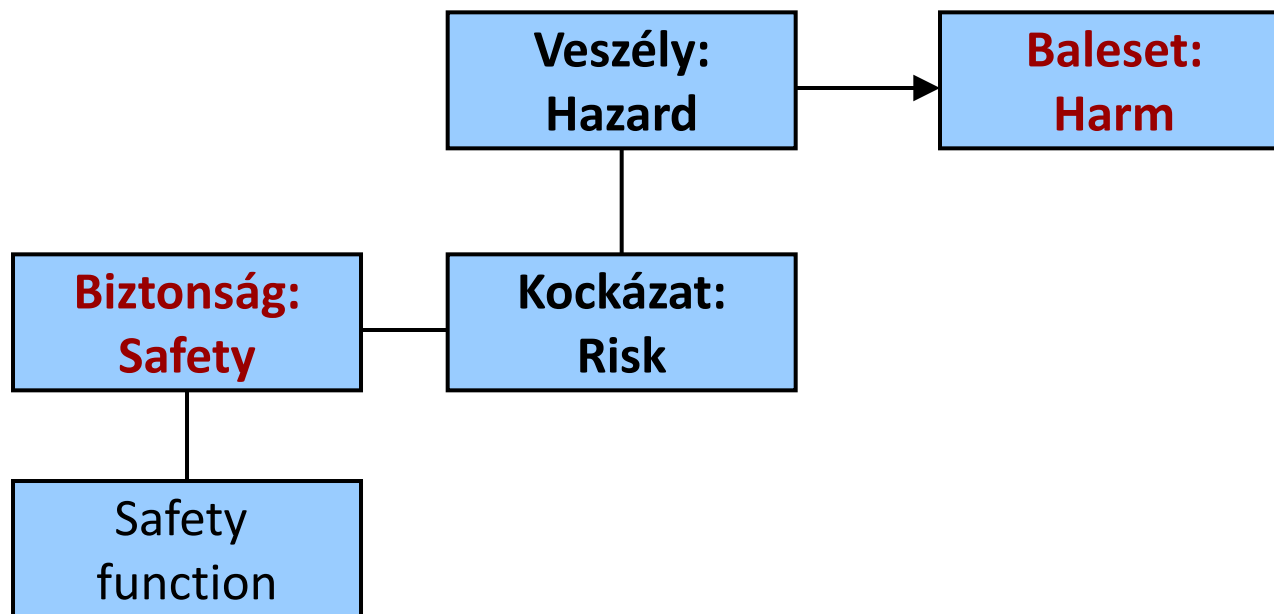 Veszély:
Hazard
Baleset:
Harm
Biztonság:
Safety
Kockázat:
Risk
Safety
function